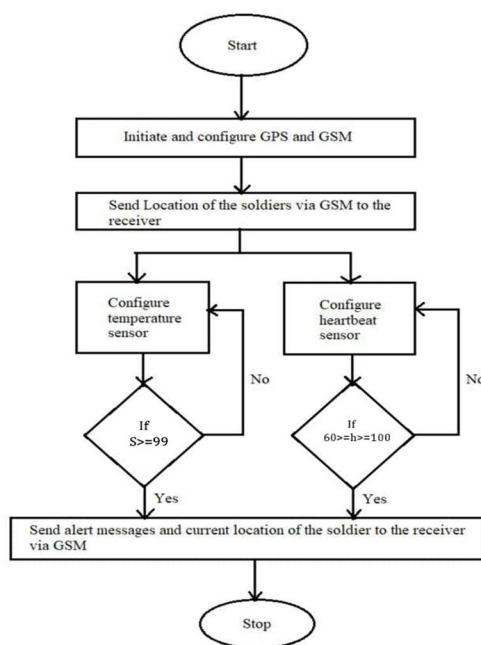 Start
Initiate and configure GPS and GSM
Send Location of the soldiers via GSM to the
receiver
Configure
temperature
sensor
Configure
heartbeat
sensor
No
No
If
S>=99
If
60>=h>=100
Yes
Yes
Send alert messages and current location of the soldier to the receiver
via GSM
Stop